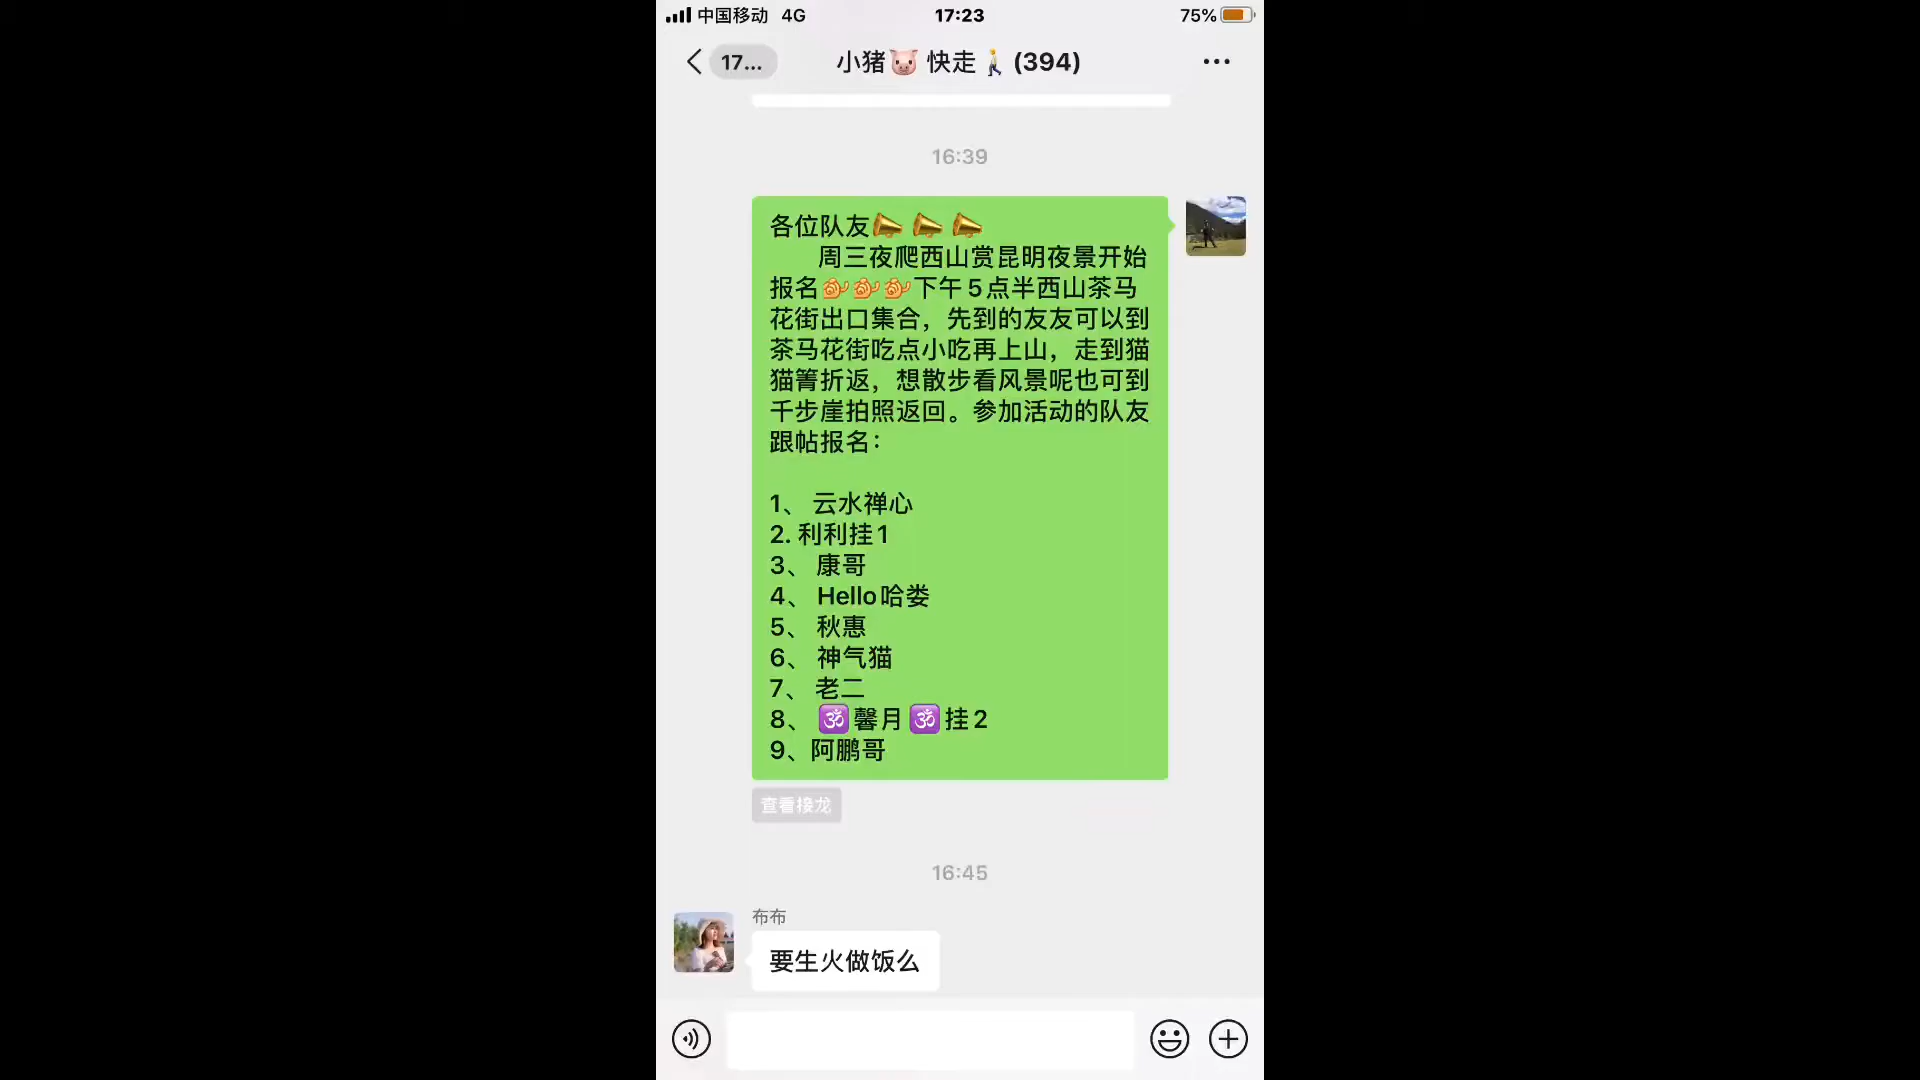 中国移动 4G 17:23 75%
17... 小猪🐷快走🚶(394)
16:39
各位队友📣📣📣
周三夜爬西山赏昆明夜景开始
报名🍤🍤🍤下午5点半西山茶马
花街出口集合，先到的友友可以到
茶马花街吃点小吃再上山，走到猫
猫箐折返，想散步看风景呢也可到
千步崖拍照返回。参加活动的队友
跟帖报名：
1、 云水禅心
2. 利利挂1
3、 康哥
4、 Hello哈娄
5、 秋惠
6、 神气猫
7、 老二
8、 🕉馨月🕉挂2
9、阿鹏哥
查看接龙
16:45
布布
要生火做饭么